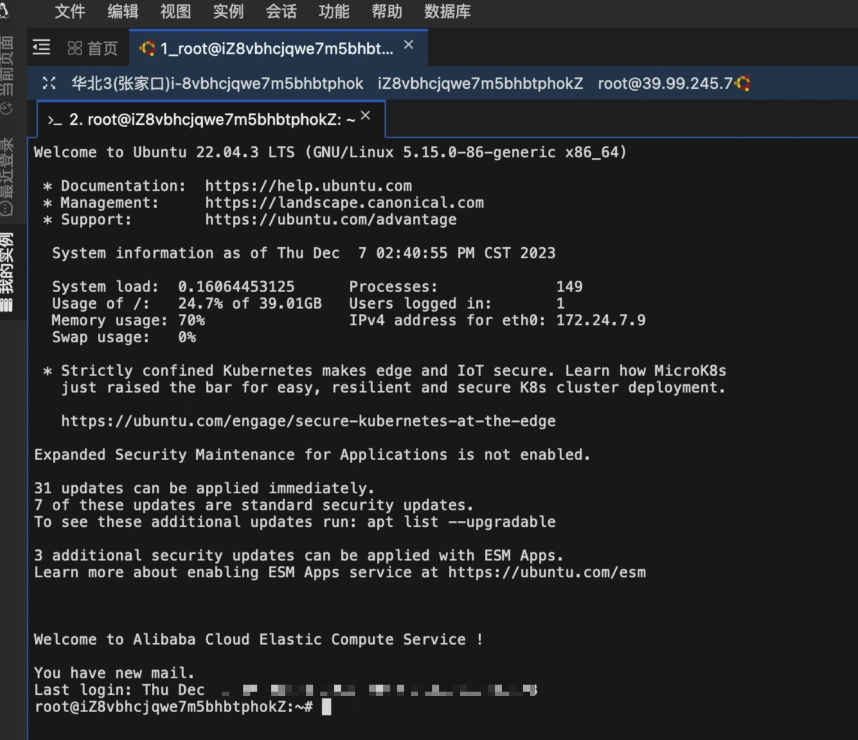 文件 编辑 视图 实例 会话 功能 帮助 数据库
首页 1_root@iZ8vbhcjqwe7m5bhbt... ×
华北3(张家口)i-8vbhcjqwe7m5bhbtphok iZ8vbhcjqwe7m5bhbtphokZ root@39.99.245.7
>_ 2. root@iZ8vbhcjqwe7m5bhbtphokZ: ~ ×
当前页面
最近登录
我的实例
Welcome to Ubuntu 22.04.3 LTS (GNU/Linux 5.15.0-86-generic x86_64)
* Documentation: https://help.ubuntu.com
* Management: https://landscape.canonical.com
* Support: https://ubuntu.com/advantage
System information as of Thu Dec 7 02:40:55 PM CST 2023
System load: 0.16064453125 Processes: 149
Usage of /: 24.7% of 39.01GB Users logged in: 1
Memory usage: 70% IPv4 address for eth0: 172.24.7.9
Swap usage: 0%
* Strictly confined Kubernetes makes edge and IoT secure. Learn how MicroK8s
just raised the bar for easy, resilient and secure K8s cluster deployment.
https://ubuntu.com/engage/secure-kubernetes-at-the-edge
Expanded Security Maintenance for Applications is not enabled.
31 updates can be applied immediately.
7 of these updates are standard security updates.
To see these additional updates run: apt list --upgradable
3 additional security updates can be applied with ESM Apps.
Learn more about enabling ESM Apps service at https://ubuntu.com/esm
Welcome to Alibaba Cloud Elastic Compute Service !
You have new mail.
Last login: Thu Dec
root@iZ8vbhcjqwe7m5bhbtphokZ:~#